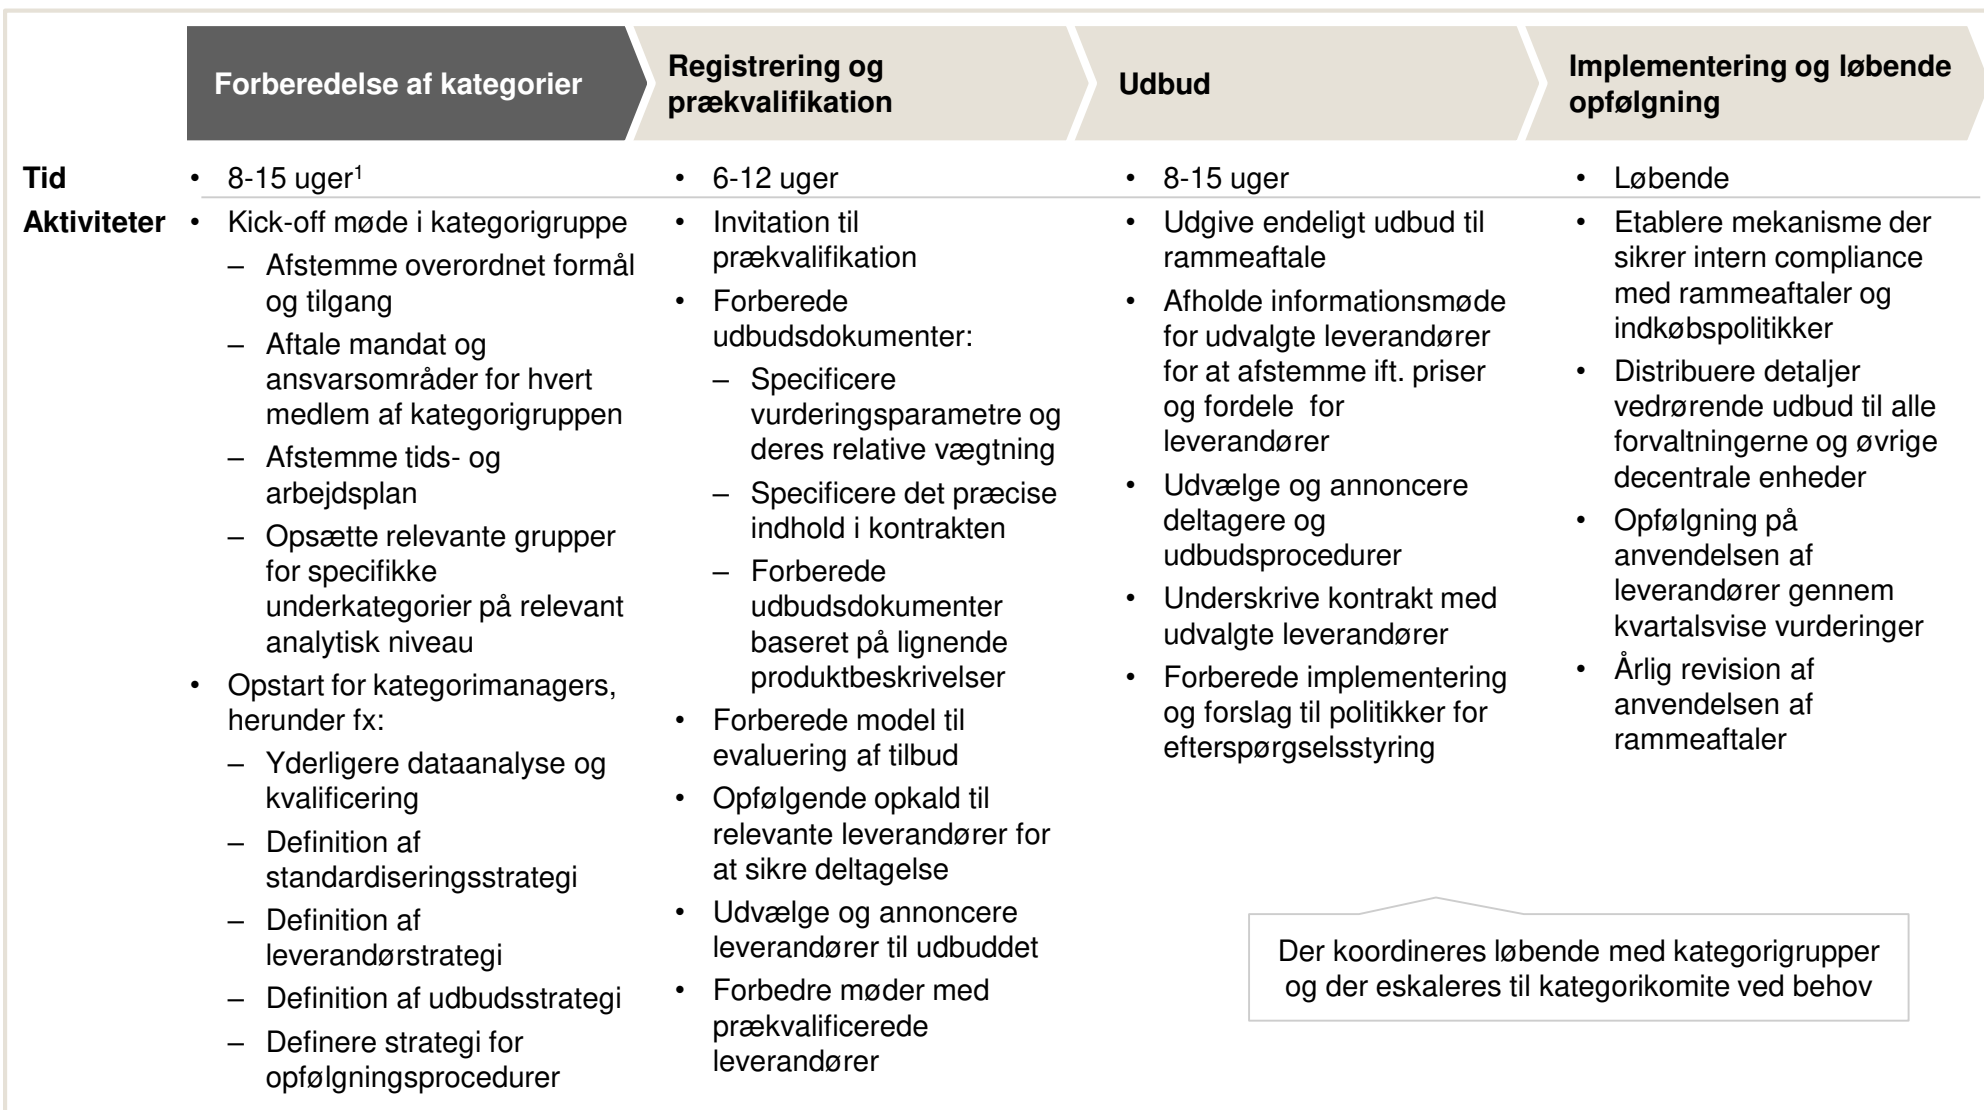 Forberedelse af kategorier
Registrering og
prækvalifikation
Udbud
Implementering og løbende
opfølgning
Tid
• 8-15 uger¹
• 6-12 uger
• 8-15 uger
• Løbende
Aktiviteter
• Kick-off møde i kategorigruppe
– Afstemme overordnet formål
og tilgang
– Aftale mandat og
ansvarsområder for hvert
medlem af kategorigruppen
– Afstemme tids- og
arbejdsplan
– Opsætte relevante grupper
for specifikke
underkategorier på relevant
analytisk niveau
• Opstart for kategorimanagers,
herunder fx:
– Yderligere dataanalyse og
kvalificering
– Definition af
standardiseringsstrategi
– Definition af
leverandørstrategi
– Definition af udbudsstrategi
– Definere strategi for
opfølgningsprocedurer
• Invitation til
prækvalifikation
• Forberede
udbudsdokumenter:
– Specificere
vurderingsparametre og
deres relative vægtning
– Specificere det præcise
indhold i kontrakten
– Forberede
udbudsdokumenter
baseret på lignende
produktbeskrivelser
• Forberede model til
evaluering af tilbud
• Opfølgende opkald til
relevante leverandører for
at sikre deltagelse
• Udvælge og annoncere
leverandører til udbuddet
• Forbedre møder med
prækvalificerede
leverandører
• Udgive endeligt udbud til
rammeaftale
• Afholde informationsmøde
for udvalgte leverandører
for at afstemme ift. priser
og fordele for
leverandører
• Udvælge og annoncere
deltagere og
udbudsprocedurer
• Underskrive kontrakt med
udvalgte leverandører
• Forberede implementering
og forslag til politikker for
efterspørgselsstyring
• Etablere mekanisme der
sikrer intern compliance
med rammeaftaler og
indkøbspolitikker
• Distribuere detaljer
vedrørende udbud til alle
forvaltningerne og øvrige
decentrale enheder
• Opfølgning på
anvendelsen af
leverandører gennem
kvartalsvise vurderinger
• Årlig revision af
anvendelsen af
rammeaftaler
Der koordineres løbende med kategorigrupper
og der eskaleres til kategorikomite ved behov